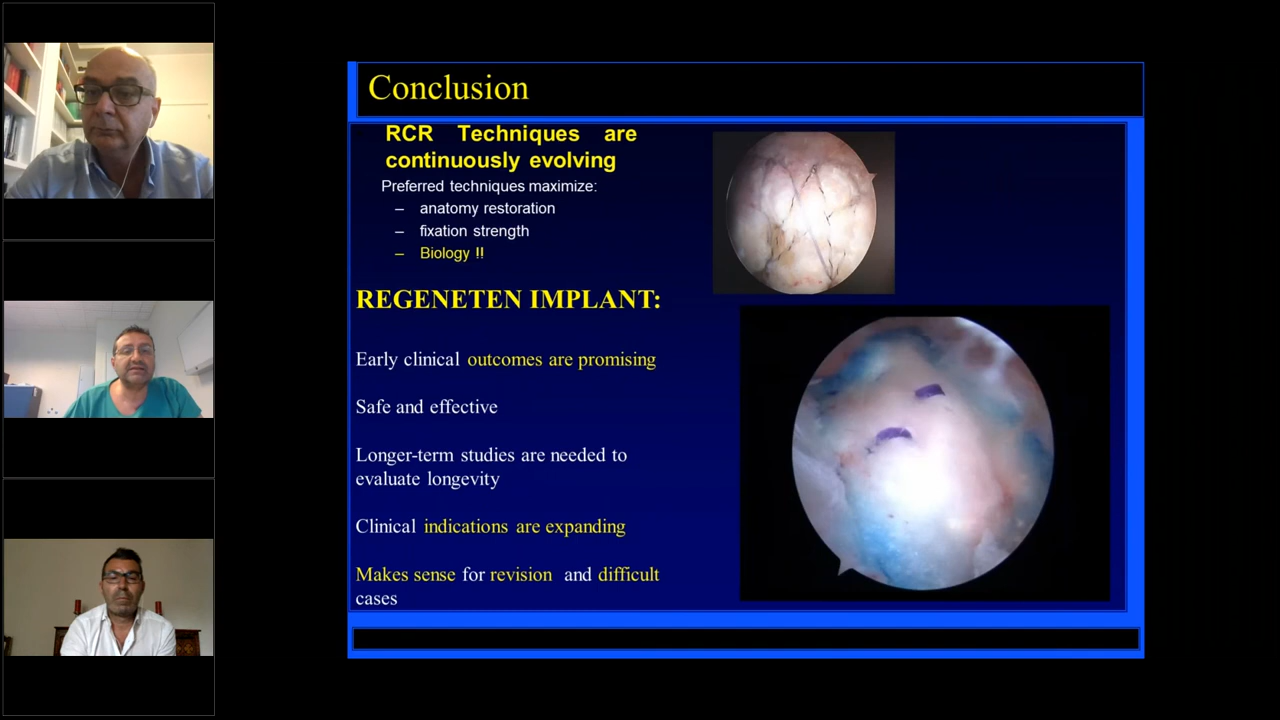 Conclusion
RCR Techniques are
continuously evolving
Preferred techniques maximize:
– anatomy restoration
– fixation strength
– Biology !!
REGENETEN IMPLANT:
Early clinical outcomes are promising
Safe and effective
Longer-term studies are needed to
evaluate longevity
Clinical indications are expanding
Makes sense for revision and difficult
cases